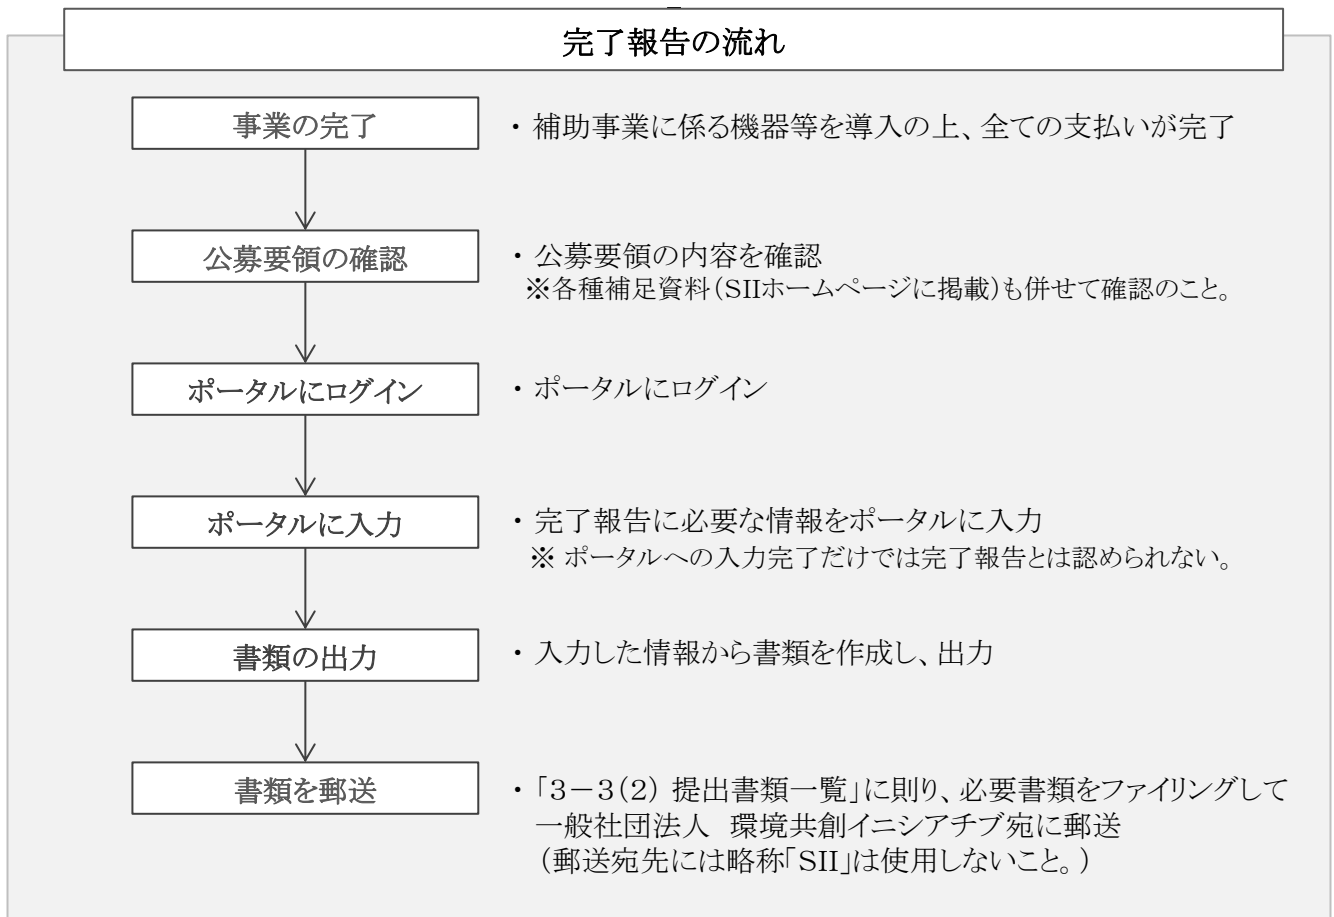 完了報告の流れ
事業の完了
・補助事業に係る機器等を導入の上、全ての支払いが完了
公募要領の確認
・公募要領の内容を確認
※各種補足資料（SIIホームページに掲載）も併せて確認のこと。
ポータルにログイン
・ポータルにログイン
ポータルに入力
・完了報告に必要な情報をポータルに入力
※ ポータルへの入力完了だけでは完了報告とは認められない。
書類の出力
・入力した情報から書類を作成し、出力
書類を郵送
・「３－３（２） 提出書類一覧」に則り、必要書類をファイリングして
一般社団法人　環境共創イニシアチブ宛に郵送
（郵送宛先には略称「SII」は使用しないこと。）